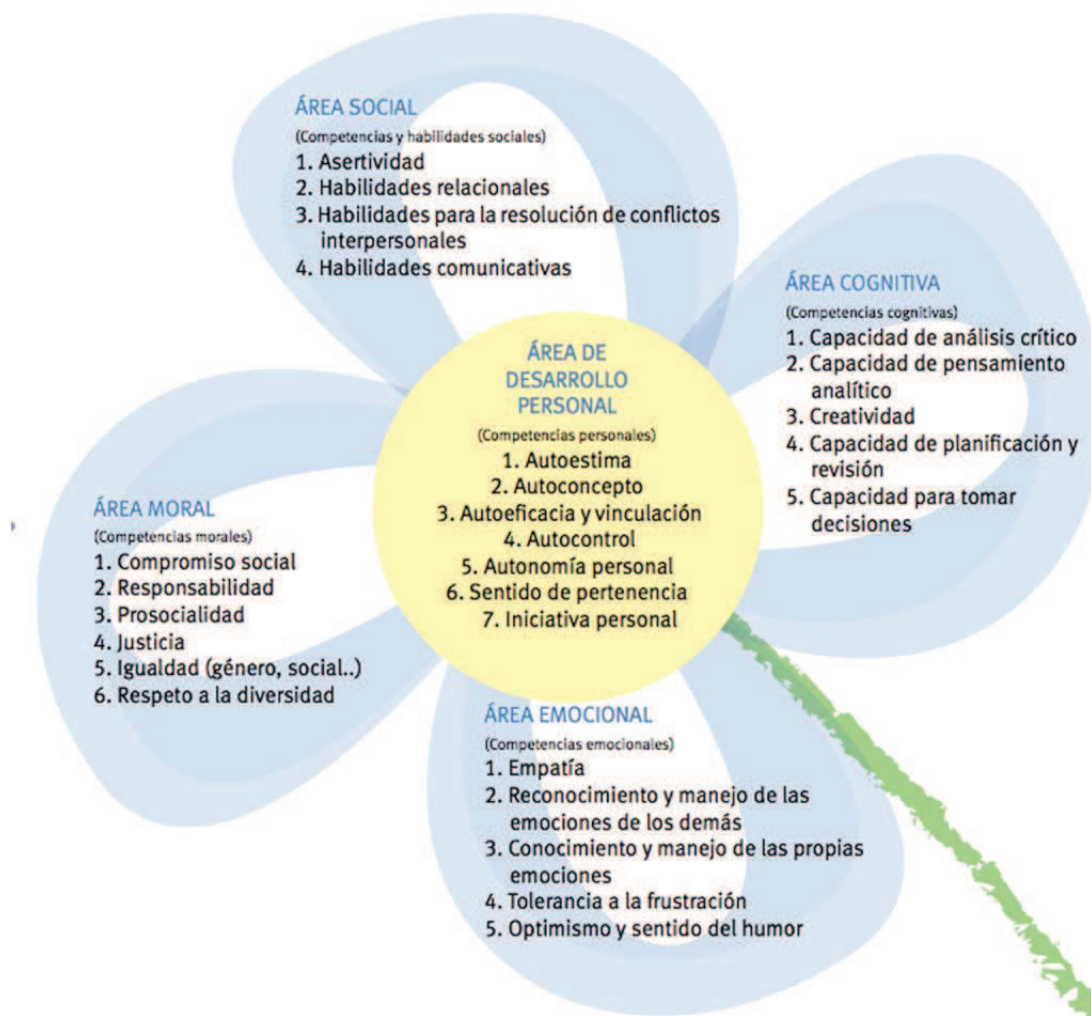 ÁREA SOCIAL
(Competencias y habilidades sociales)
1. Asertividad
2. Habilidades relacionales
3. Habilidades para la resolución de conflictos
interpersonales
4. Habilidades comunicativas
ÁREA COGNITIVA
(Competencias cognitivas)
1. Capacidad de análisis crítico
2. Capacidad de pensamiento
analítico
3. Creatividad
4. Capacidad de planificación y
revisión
5. Capacidad para tomar
decisiones
ÁREA DE
DESARROLLO
PERSONAL
(Competencias personales)
1. Autoestima
2. Autoconcepto
3. Autoeficacia y vinculación
4. Autocontrol
5. Autonomía personal
6. Sentido de pertenencia
7. Iniciativa personal
ÁREA MORAL
(Competencias morales)
1. Compromiso social
2. Responsabilidad
3. Prosocialidad
4. Justicia
5. Igualdad (género, social..)
6. Respeto a la diversidad
ÁREA EMOCIONAL
(Competencias emocionales)
1. Empatía
2. Reconocimiento y manejo de las
emociones de los demás
3. Conocimiento y manejo de las propias
emociones
4. Tolerancia a la frustración
5. Optimismo y sentido del humor